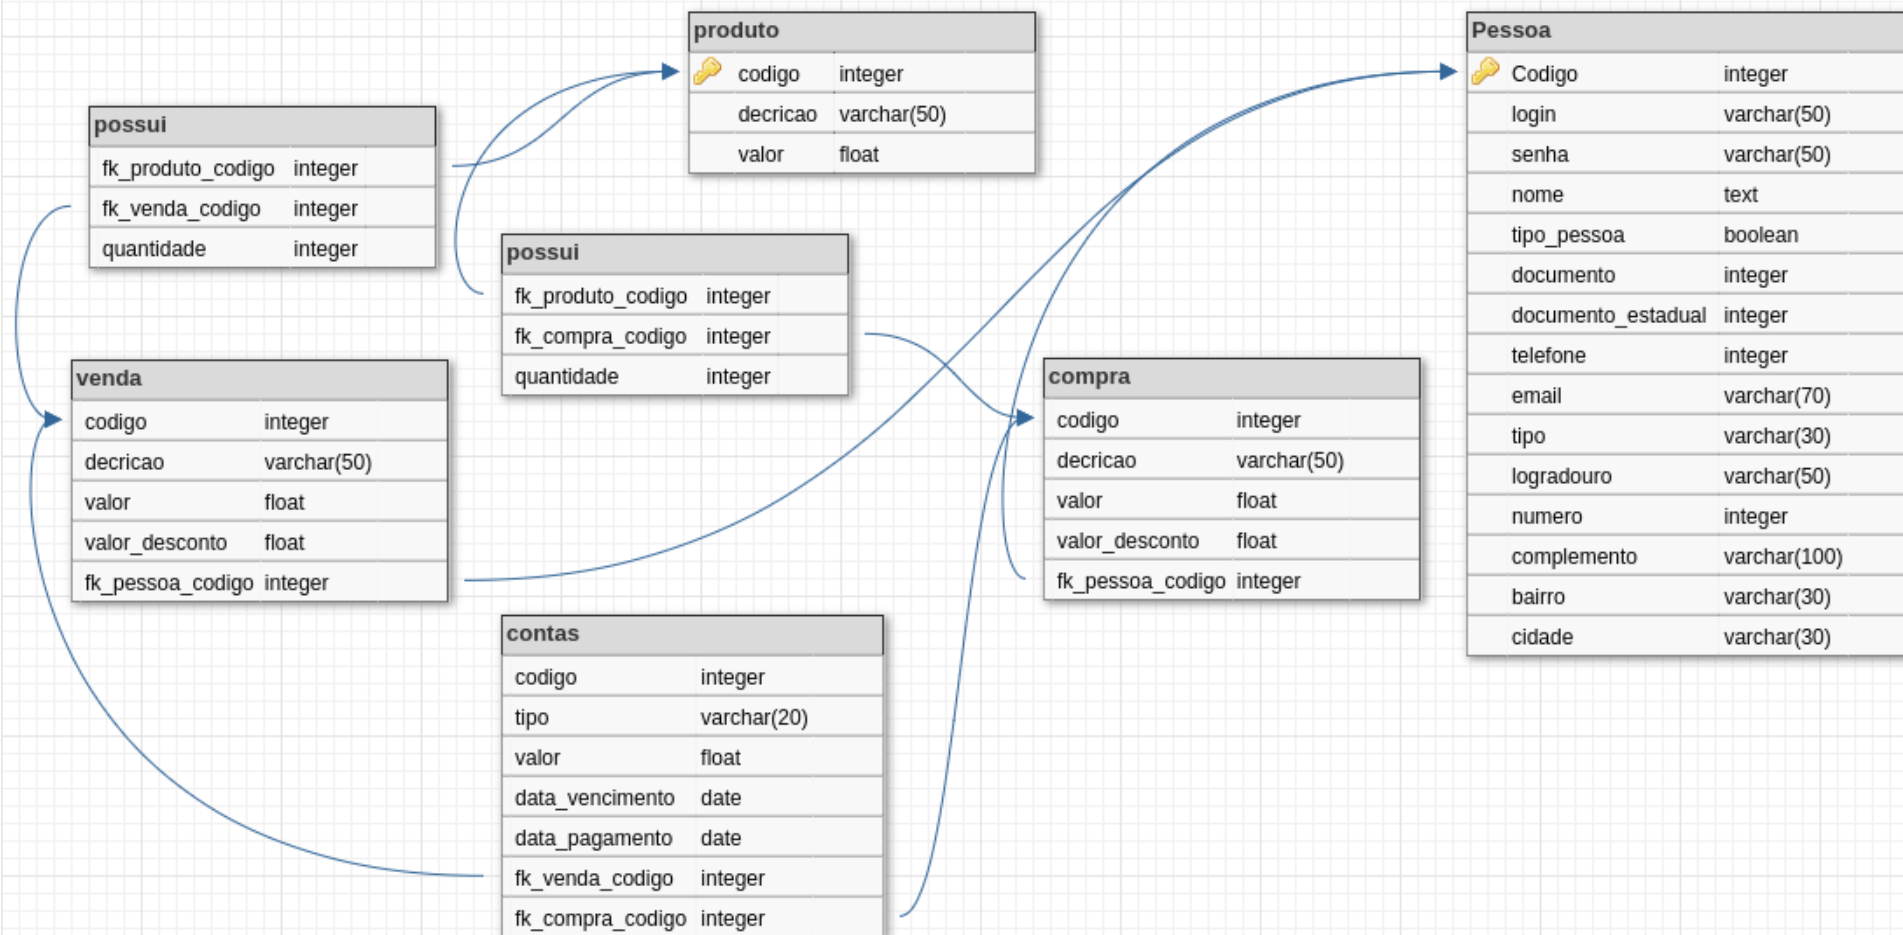 produto
codigo integer
decricao varchar(50)
valor float
Pessoa
Codigo integer
login varchar(50)
senha varchar(50)
nome text
tipo_pessoa boolean
documento integer
documento_estadual integer
telefone integer
email varchar(70)
tipo varchar(30)
logradouro varchar(50)
numero integer
complemento varchar(100)
bairro varchar(30)
cidade varchar(30)
possui
fk_produto_codigo integer
fk_venda_codigo integer
quantidade integer
possui
fk_produto_codigo integer
fk_compra_codigo integer
quantidade integer
venda
codigo integer
decricao varchar(50)
valor float
valor_desconto float
fk_pessoa_codigo integer
compra
codigo integer
decricao varchar(50)
valor float
valor_desconto float
fk_pessoa_codigo integer
contas
codigo integer
tipo varchar(20)
valor float
data_vencimento date
data_pagamento date
fk_venda_codigo integer
fk_compra_codigo integer